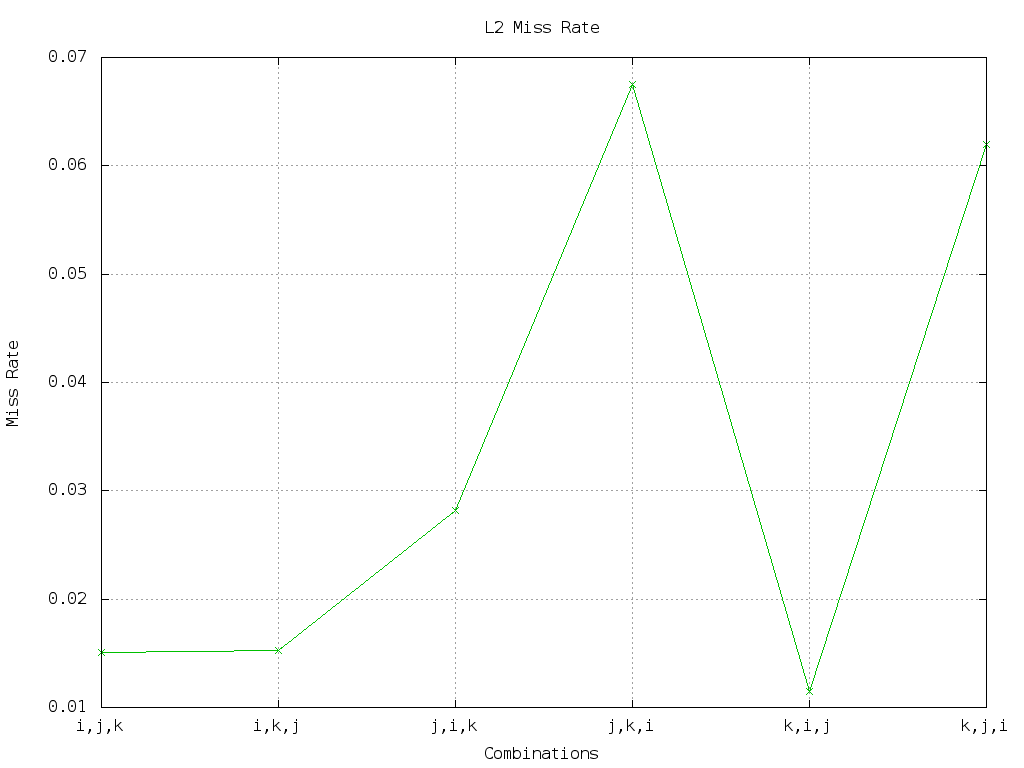 L2 Miss Rate
0.07
0.06
0.05
0.04
0.03
0.02
0.01
Miss Rate
i,j,k
i,k,j
j,i,k
j,k,i
k,i,j
k,j,i
Combinations